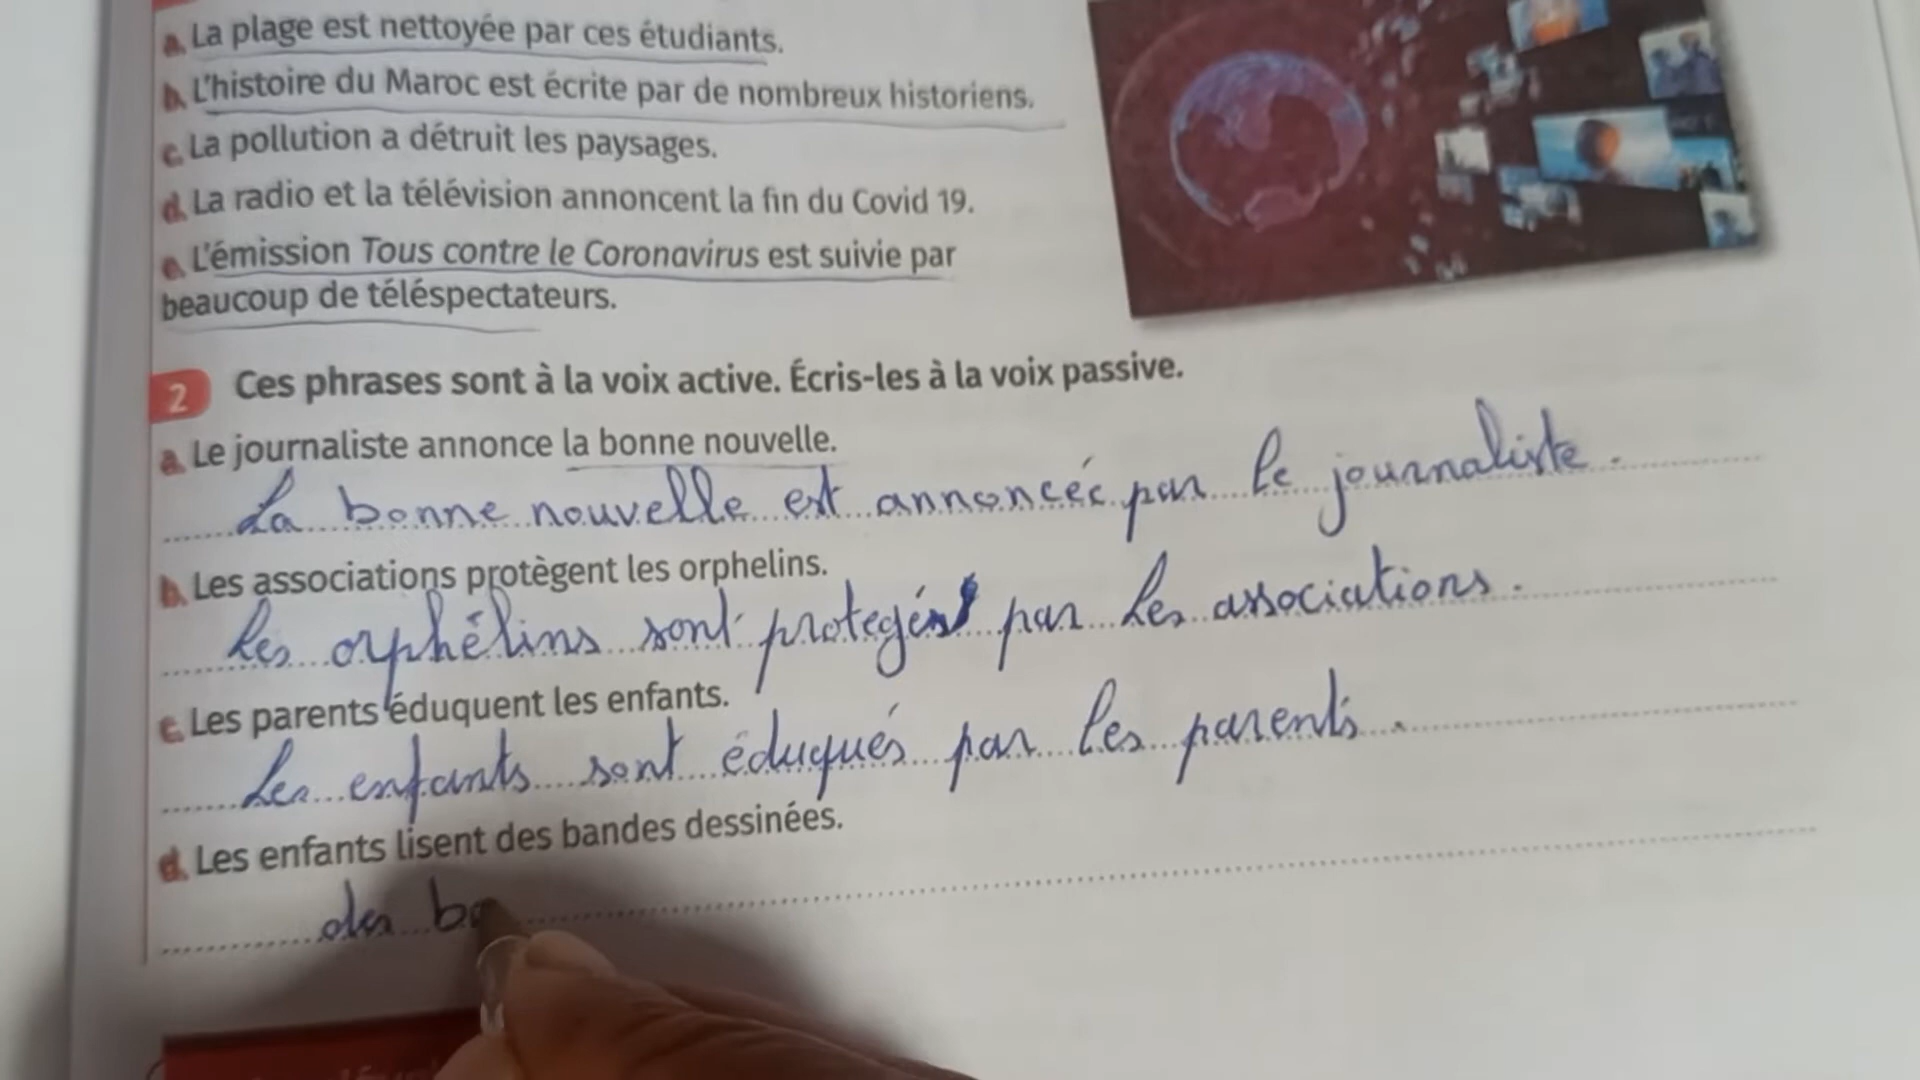 a. La plage est nettoyée par ces étudiants.
b. L'histoire du Maroc est écrite par de nombreux historiens.
c. La pollution a détruit les paysages.
d. La radio et la télévision annoncent la fin du Covid 19.
e. L'émission Tous contre le Coronavirus est suivie par
beaucoup de téléspectateurs.
2 Ces phrases sont à la voix active. Écris-les à la voix passive.
a. Le journaliste annonce la bonne nouvelle.
La bonne nouvelle est annoncée par le journaliste.
b. Les associations protègent les orphelins.
Les orphélins sont protegés par les associations.
c. Les parents éduquent les enfants.
Les enfants sont éduqués par les parents.
d. Les enfants lisent des bandes dessinées.
des